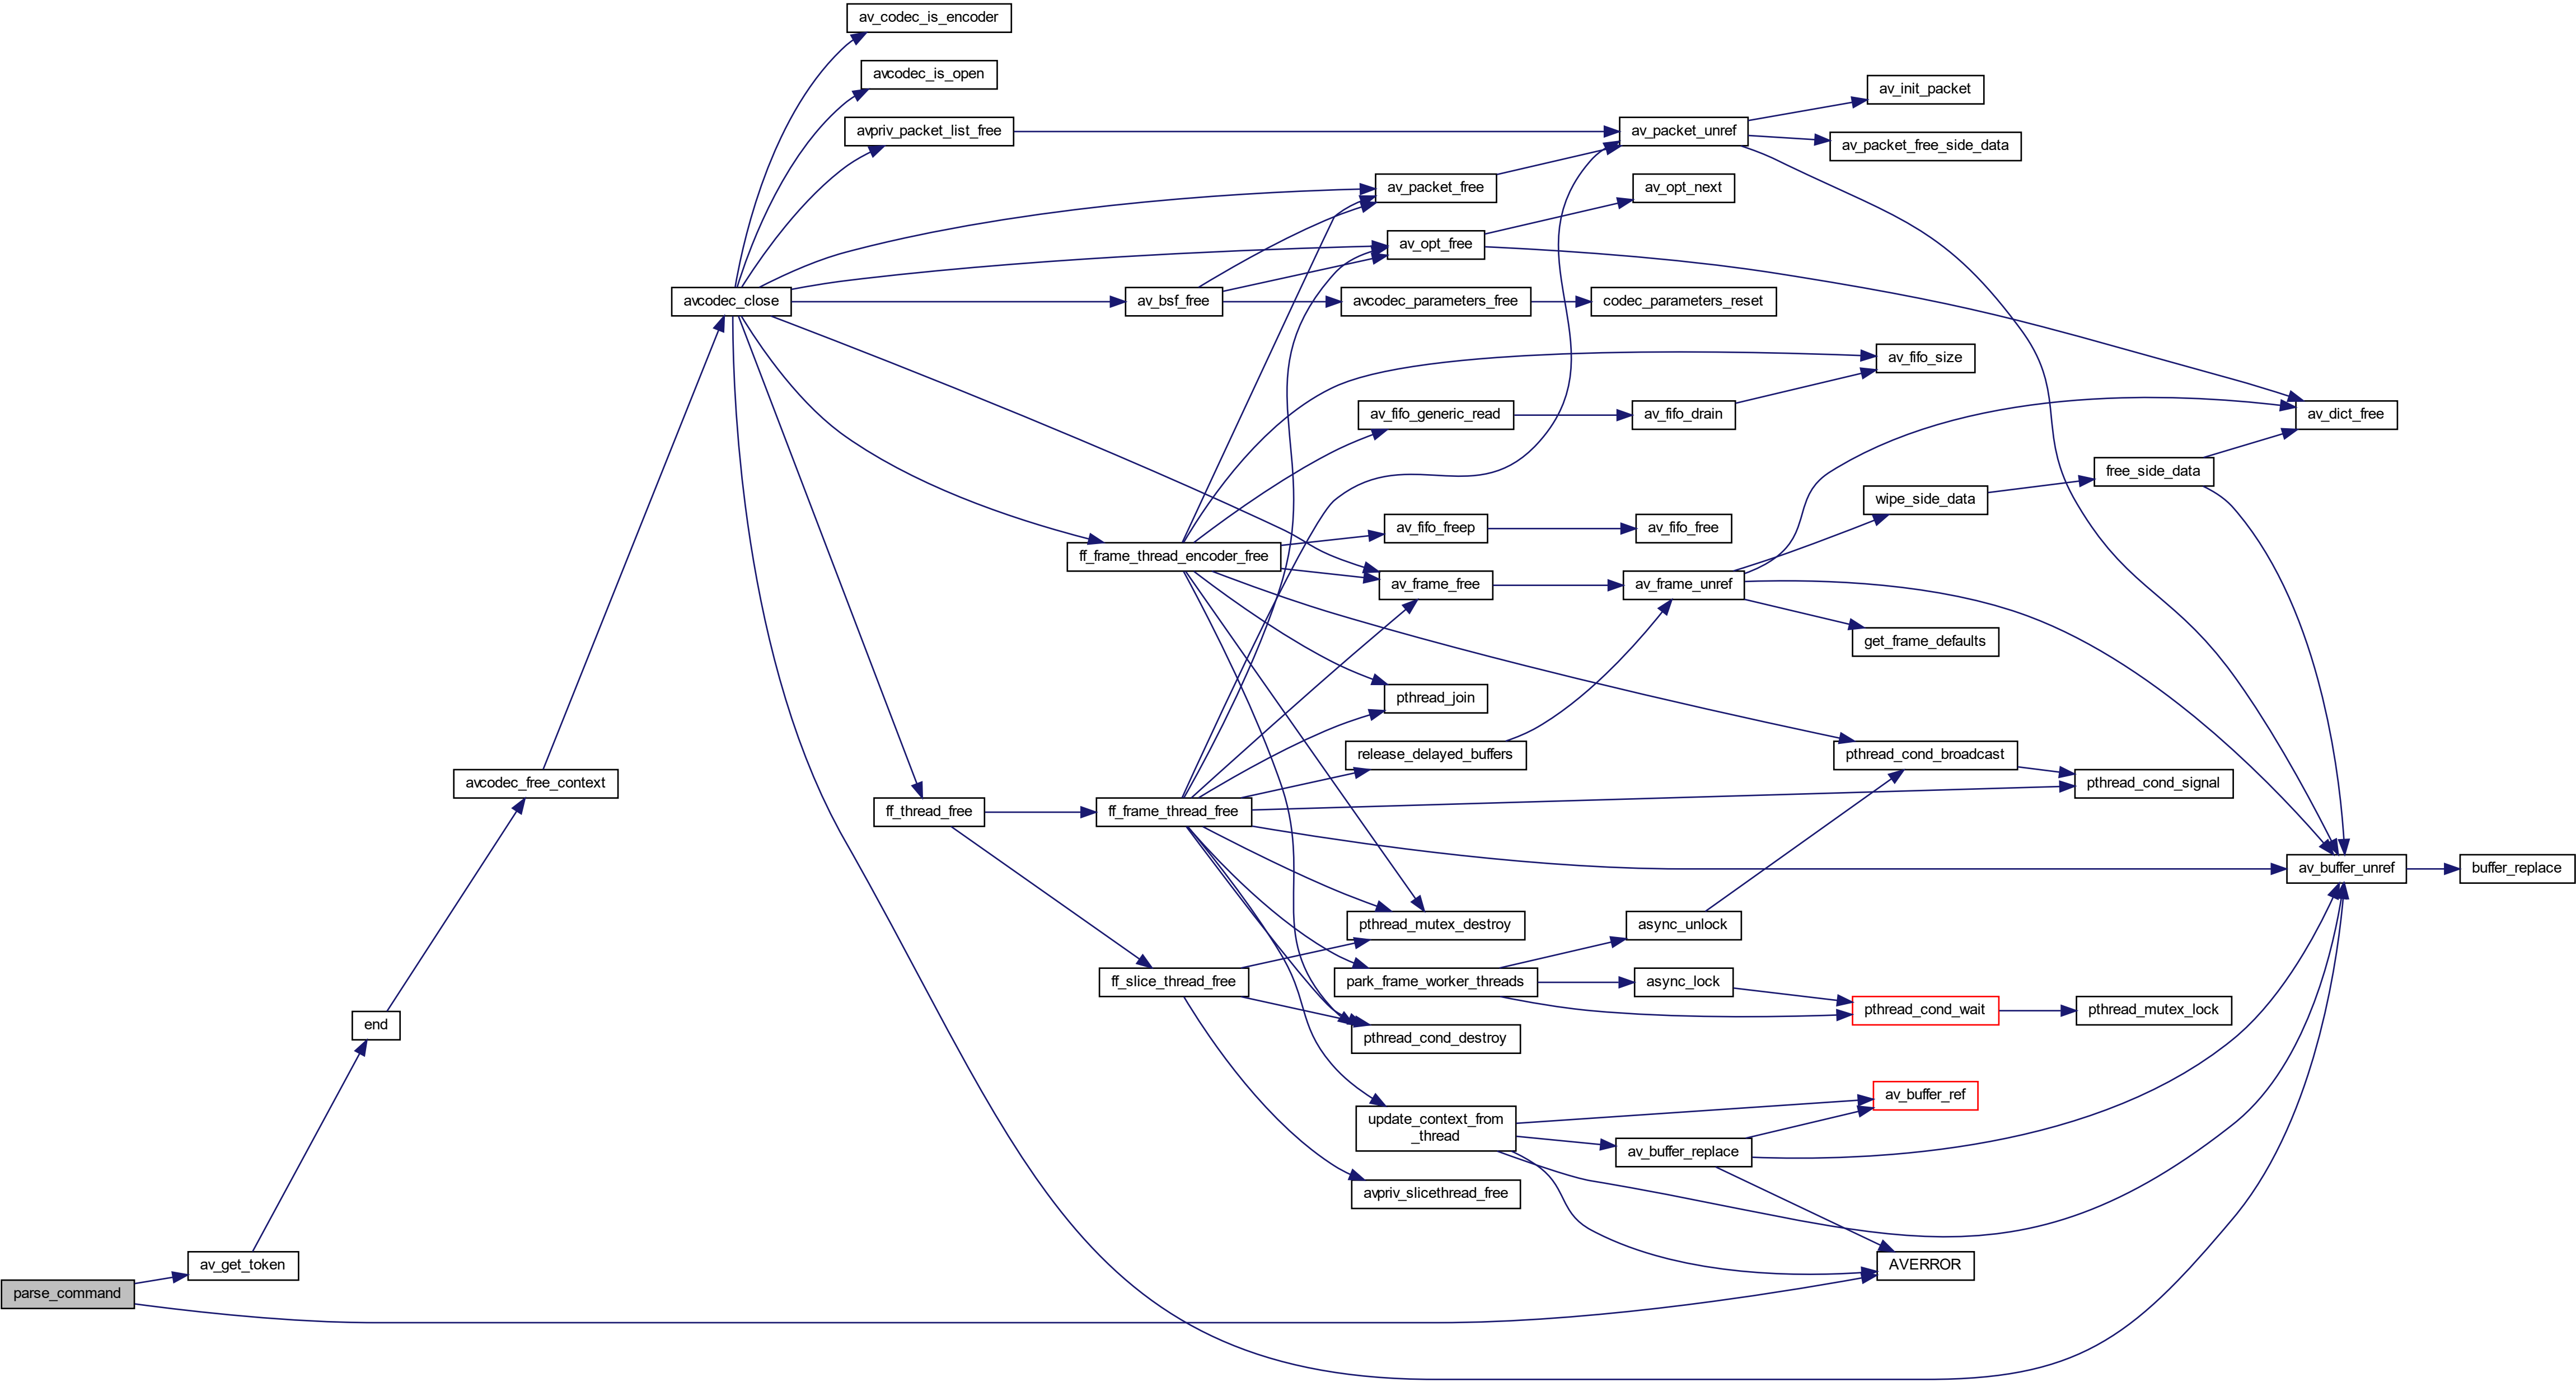 av_codec_is_encoder
avcodec_is_open
av_init_packet
avpriv_packet_list_free
av_packet_unref
av_packet_free_side_data
av_packet_free
av_opt_next
av_opt_free
avcodec_close
av_bsf_free
avcodec_parameters_free
codec_parameters_reset
av_fifo_size
av_fifo_generic_read
av_fifo_drain
av_dict_free
free_side_data
wipe_side_data
av_fifo_freep
av_fifo_free
ff_frame_thread_encoder_free
av_frame_free
av_frame_unref
get_frame_defaults
pthread_join
release_delayed_buffers
pthread_cond_broadcast
avcodec_free_context
pthread_cond_signal
ff_thread_free
ff_frame_thread_free
av_buffer_unref
buffer_replace
pthread_mutex_destroy
async_unlock
ff_slice_thread_free
park_frame_worker_threads
async_lock
pthread_cond_wait
pthread_mutex_lock
end
pthread_cond_destroy
av_buffer_ref
update_context_from
_thread
av_buffer_replace
avpriv_slicethread_free
av_get_token
AVERROR
parse_command